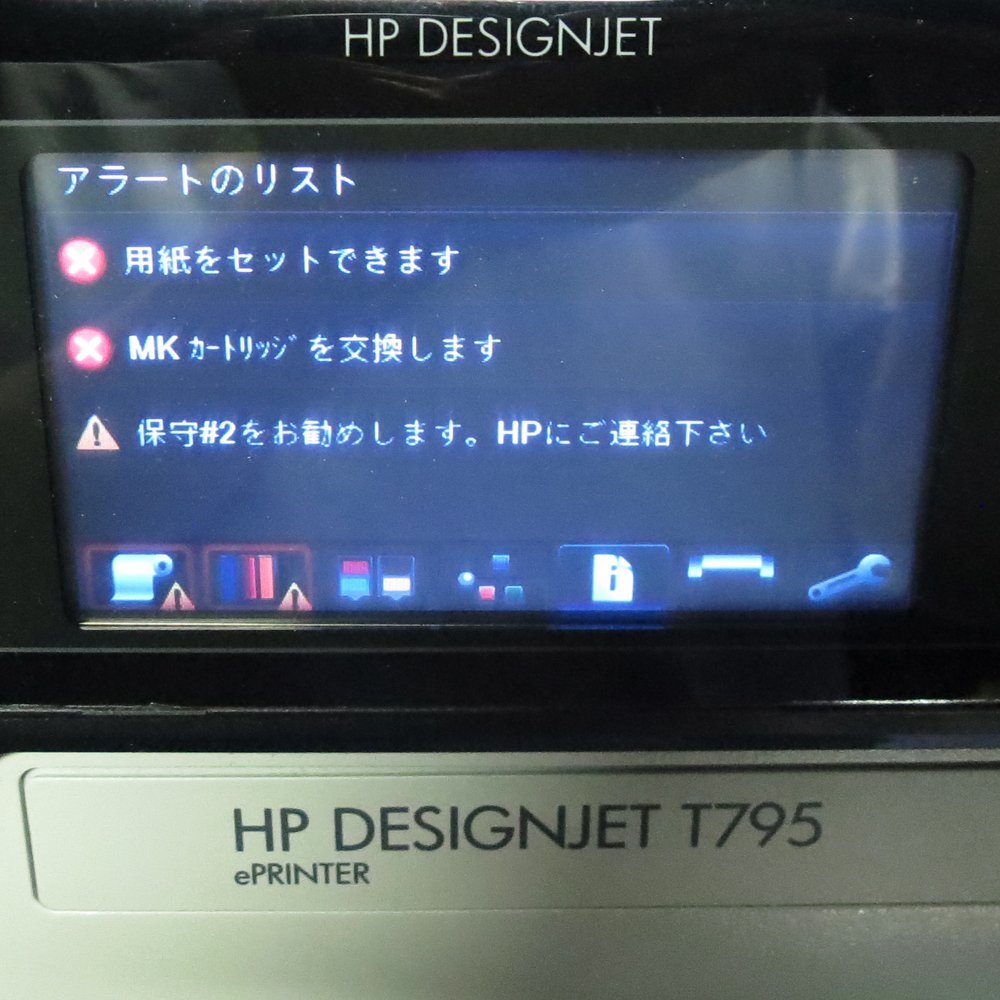 HP DESIGNJET
アラートのリスト
用紙をセットできます
MK ｶｰﾄﾘｯｼﾞ を交換します
保守#2をお勧めします。HPにご連絡下さい
HP DESIGNJET T795
ePRINTER